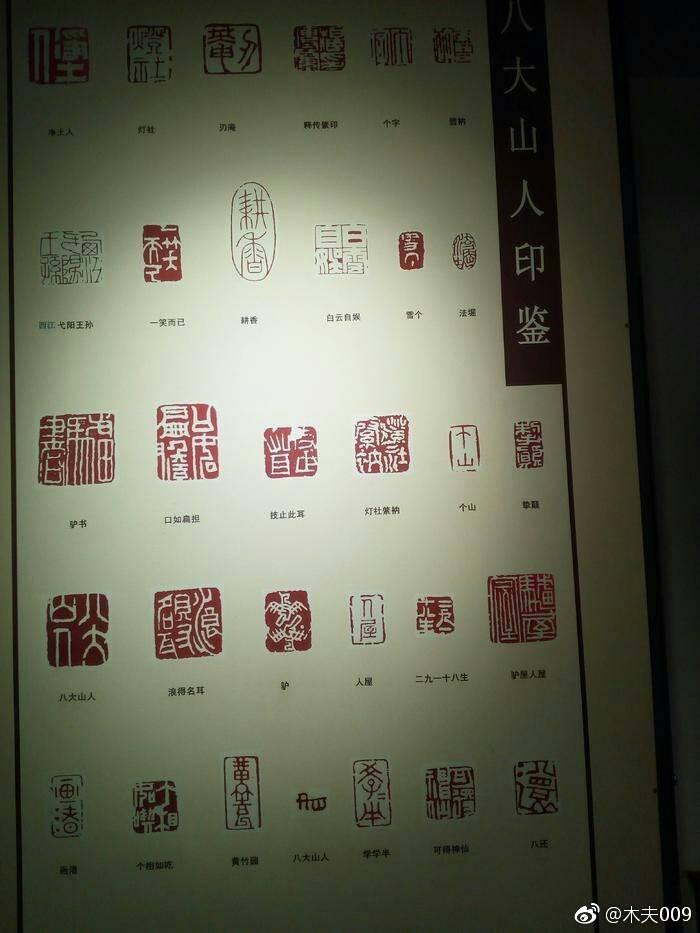 八大山人印鉴
净土人 灯社 刃庵 释传綮印 个字 雪衲
西江 弋阳王孙 一笑而已 耕香 白云自娱 雪个 法堀
驴书 口如扁担 技止此耳 灯社綮衲 个山 挚颠
八大山人 浪得名耳 驴 人屋 二九一十八生 驴屋人屋
画渚 个相如吃 黄竹园 八大山人 学学半 可得神仙 八还
@木夫009